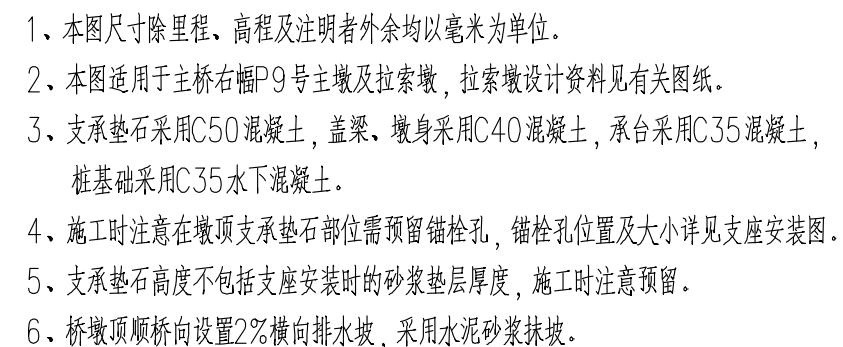 1、本图尺寸除里程、高程及注明者外余均以毫米为单位。
2、本图适用于主桥右幅P9号主墩及拉索墩,拉索墩设计资料见有关图纸。
3、支承垫石采用C50混凝土,盖梁、墩身采用C40混凝土,承台采用C35混凝土,
桩基础采用C35水下混凝土。
4、施工时注意在墩顶支承垫石部位需预留锚栓孔,锚栓孔位置及大小详见支座安装图。
5、支承垫石高度不包括支座安装时的砂浆垫层厚度,施工时注意预留。
6、桥墩顶顺桥向设置2%横向排水坡,采用水泥砂浆抹坡。